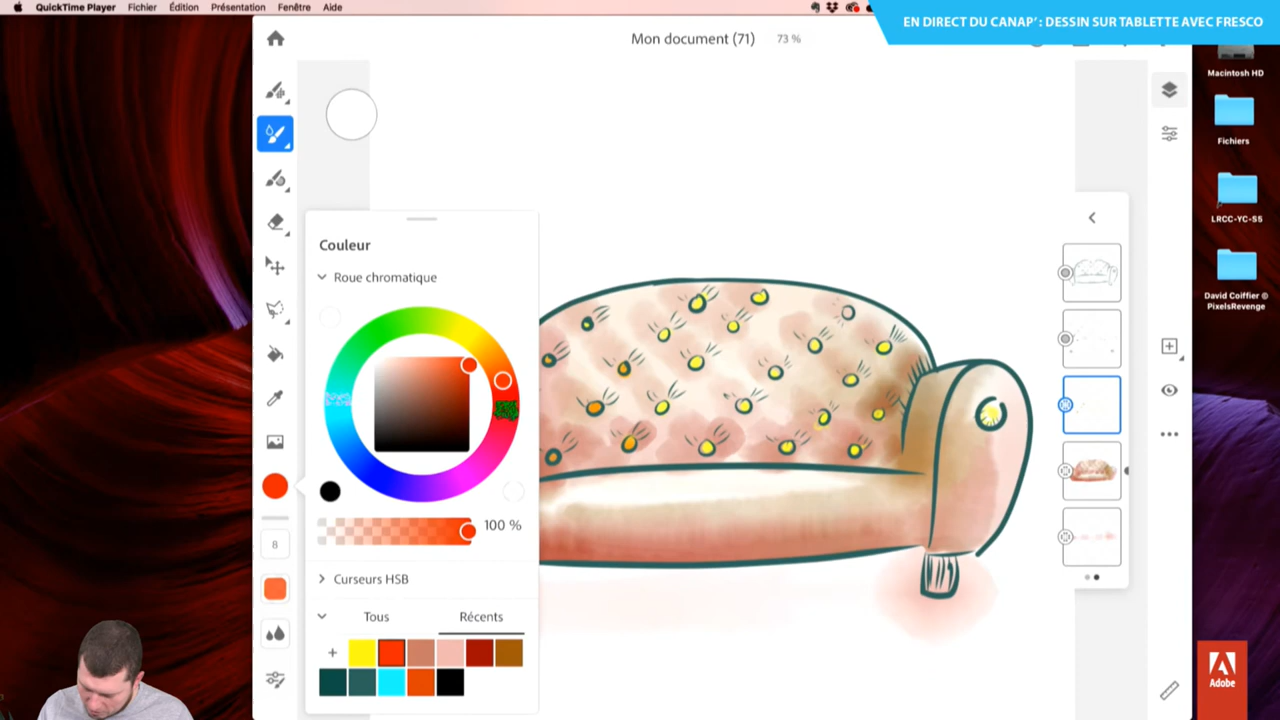 QuickTime Player Fichier Édition Présentation Fenêtre Aide
EN DIRECT DU CANAP' : DESSIN SUR TABLETTE AVEC FRESCO
Mon document (71) 73 %
Macintosh HD
Fichiers
LRCC-YC-S5
David Coiffier ©
PixelsRevenge
Couleur
Roue chromatique
100 %
8
Curseurs HSB
Tous Récents
Adobe